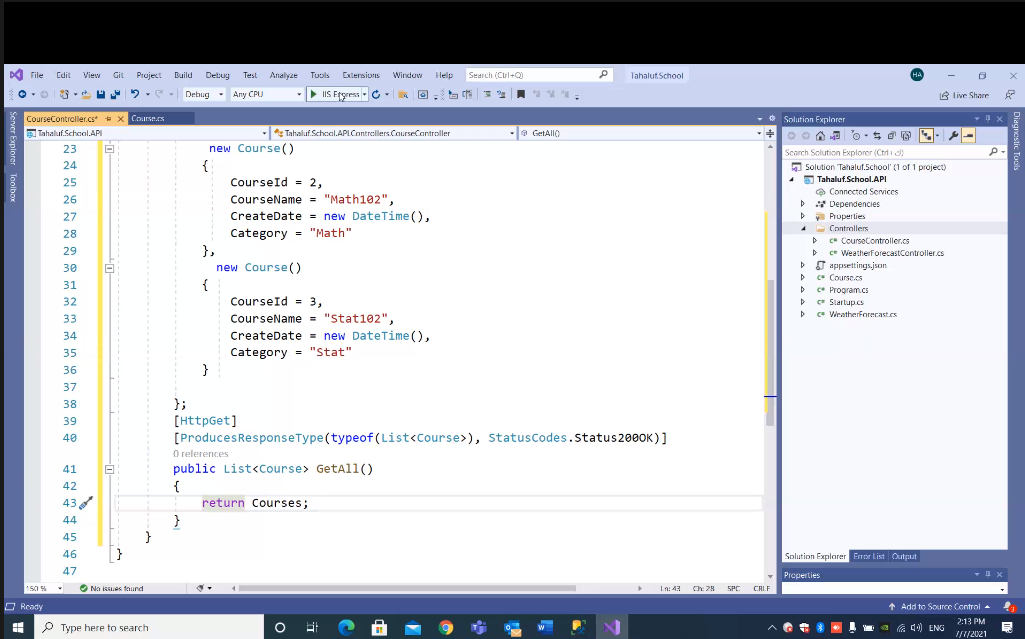 File Edit View Git Project Build Debug Test Analyze Tools Extensions Window Help Search (Ctrl+Q) Tahaluf.School HA
Debug Any CPU IIS Express Live Share
CourseController.cs* Course.cs Solution Explorer
Server Explorer
Toolbox
Diagnostic Tools
Tahaluf.School.API Tahaluf.School.API.Controllers.CourseController GetAll()
Search Solution Explorer (Ctrl+ك)
23 new Course()
24 {
25 CourseId = 2,
26 CourseName = "Math102",
27 CreateDate = new DateTime(),
28 Category = "Math"
29 },
30 new Course()
31 {
32 CourseId = 3,
33 CourseName = "Stat102",
34 CreateDate = new DateTime(),
35 Category = "Stat"
36 }
37
38 };
39 [HttpGet]
40 [ProducesResponseType(typeof(List<Course>), StatusCodes.Status200OK)]
0 references
41 public List<Course> GetAll()
42 {
43 return Courses;
44 }
45 }
46 }
47
Solution 'Tahaluf.School' (1 of 1 project)
Tahaluf.School.API
Connected Services
Dependencies
Properties
Controllers
CourseController.cs
WeatherForecastController.cs
appsettings.json
Course.cs
Program.cs
Startup.cs
WeatherForecast.cs
Solution Explorer Error List Output
Properties
150 % No issues found Ln: 43 Ch: 28 SPC CRLF
Ready Add to Source Control 3
Type here to search ENG 2:13 PM
7/7/2021